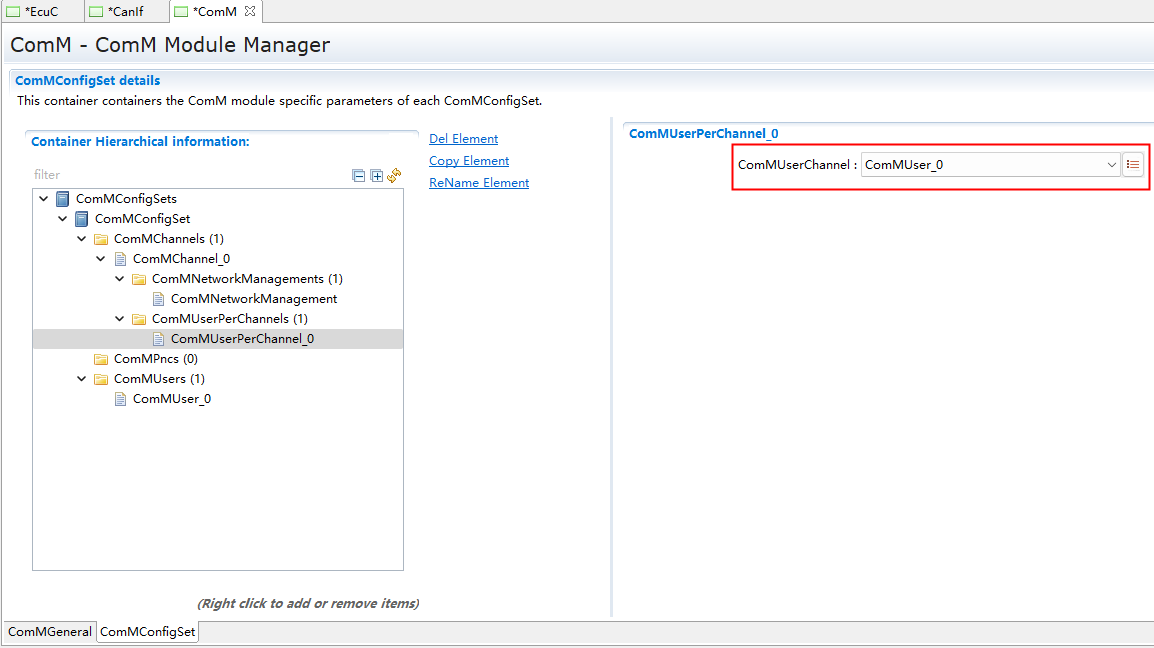 *EcuC *CanIf *ComM
ComM - ComM Module Manager
ComMConfigSet details
This container containers the ComM module specific parameters of each ComMConfigSet.
Container Hierarchical information:
filter
ComMConfigSets
ComMConfigSet
ComMChannels (1)
ComMChannel_0
ComMNetworkManagements (1)
ComMNetworkManagement
ComMUserPerChannels (1)
ComMUserPerChannel_0
ComMPncs (0)
ComMUsers (1)
ComMUser_0
(Right click to add or remove items)
Del Element
Copy Element
ReName Element
ComMUserPerChannel_0
ComMUserChannel : ComMUser_0
ComMGeneral ComMConfigSet